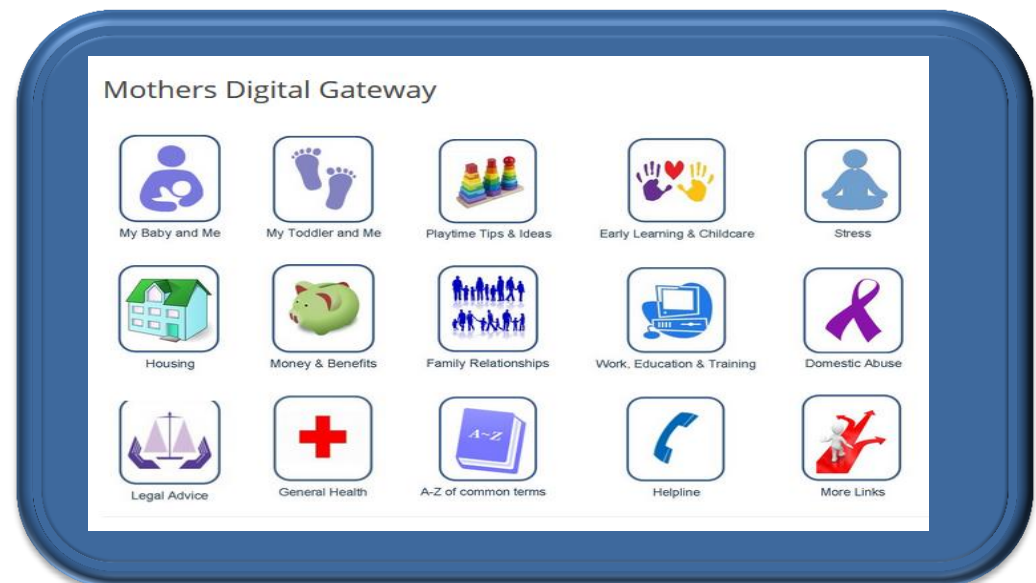 Mothers Digital Gateway
My Baby and Me
My Toddler and Me
Playtime Tips & Ideas
Early Learning & Childcare
Stress
Housing
Money & Benefits
Family Relationships
Work, Education & Training
Domestic Abuse
A~Z
Legal Advice
General Health
A-Z of common terms
Helpline
More Links